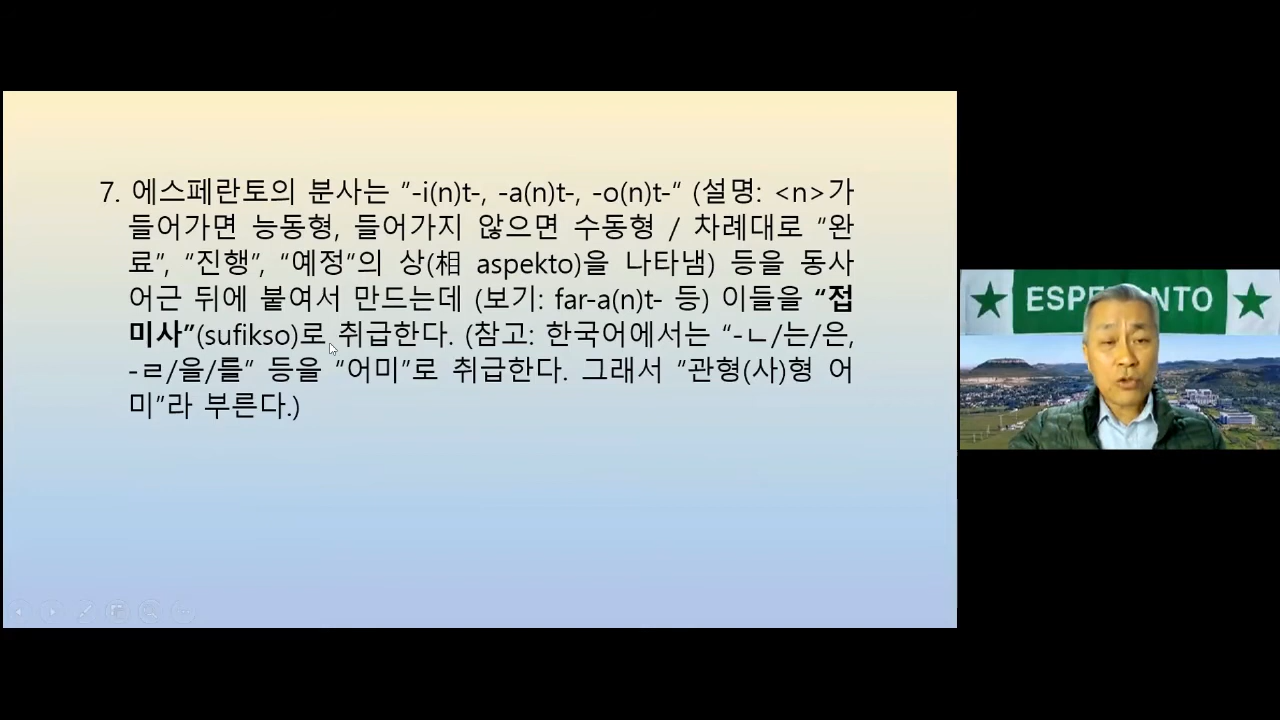 7. 에스페란토의 분사는 "-i(n)t-, -a(n)t-, -o(n)t-" (설명: <n>가
들어가면 능동형, 들어가지 않으면 수동형 / 차례대로 "완
료", "진행", "예정"의 상(相 aspekto)을 나타냄) 등을 동사
어근 뒤에 붙여서 만드는데 (보기: far-a(n)t- 등) 이들을 "접
미사"(sufikso)로 취급한다. (참고: 한국어에서는 "-ㄴ/는/은,
-ㄹ/을/를" 등을 "어미"로 취급한다. 그래서 "관형(사)형 어
미"라 부른다.)
ESPERANTO